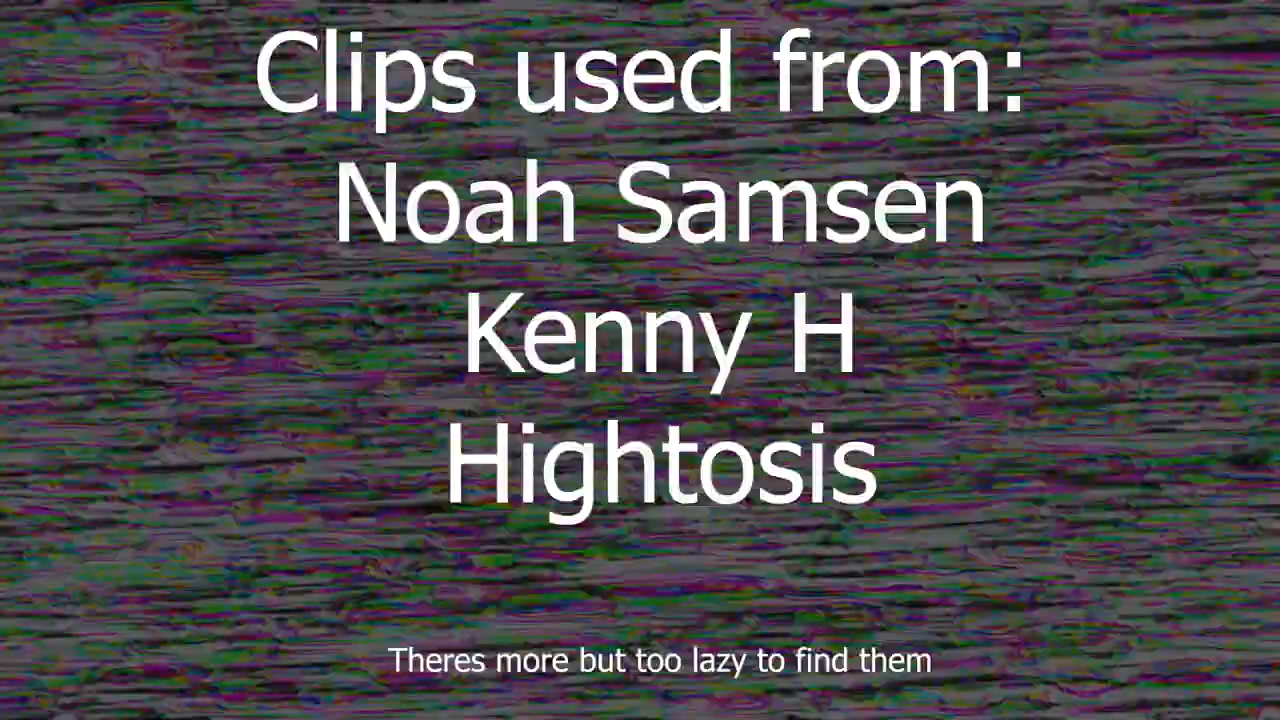 Clips used from:
Noah Samsen
Kenny H
Hightosis
Theres more but too lazy to find them